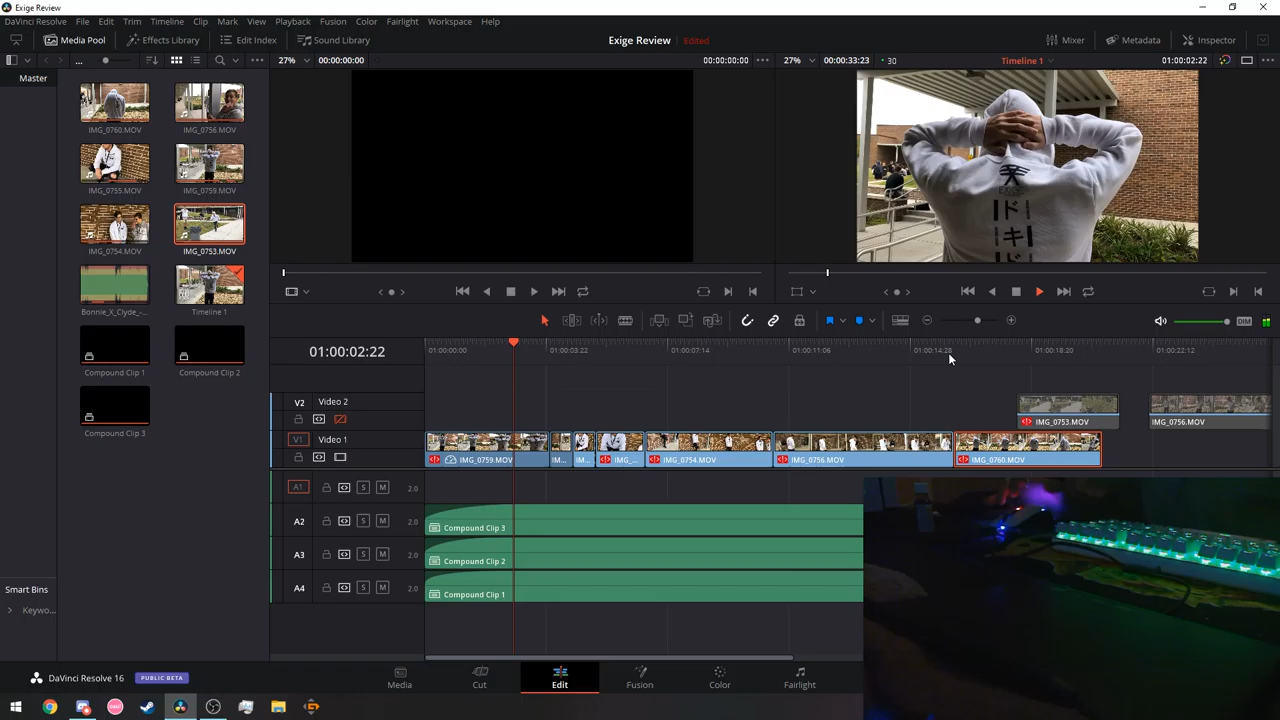 Exige Review
DaVinci Resolve File Edit Trim Timeline Clip Mark View Playback Fusion Color Fairlight Workspace Help
Media Pool Effects Library Edit Index Sound Library Exige Review Edited Mixer Metadata Inspector
... 27% 00:00:00:00 00:00:00:00 27% 00:00:33:23 30 Timeline 1 01:00:02:22
Master
IMG_0760.MOV IMG_0756.MOV
IMG_0755.MOV IMG_0759.MOV
IMG_0754.MOV IMG_0753.MOV
Bonnie_X_Clyde_-... Timeline 1
Compound Clip 1 Compound Clip 2
Compound Clip 3
天
ドキド
DIM
01:00:02:22 01:00:00:00 01:00:03:22 01:00:07:14 01:00:11:06 01:00:14:28 01:00:18:20 01:00:22:12
V2 Video 2
IMG_0753.MOV IMG_0756.MOV
V1 Video 1
IMG_0759.MOV IM... IM... IMG_... IMG_0754.MOV IMG_0756.MOV IMG_0760.MOV
A1 S M 2.0
A2 S M 2.0 Compound Clip 3
A3 S M 2.0 Compound Clip 2
A4 S M 2.0 Compound Clip 1
Smart Bins
Keywo...
DaVinci Resolve 16 PUBLIC BETA
Media Cut Edit Fusion Color Fairlight